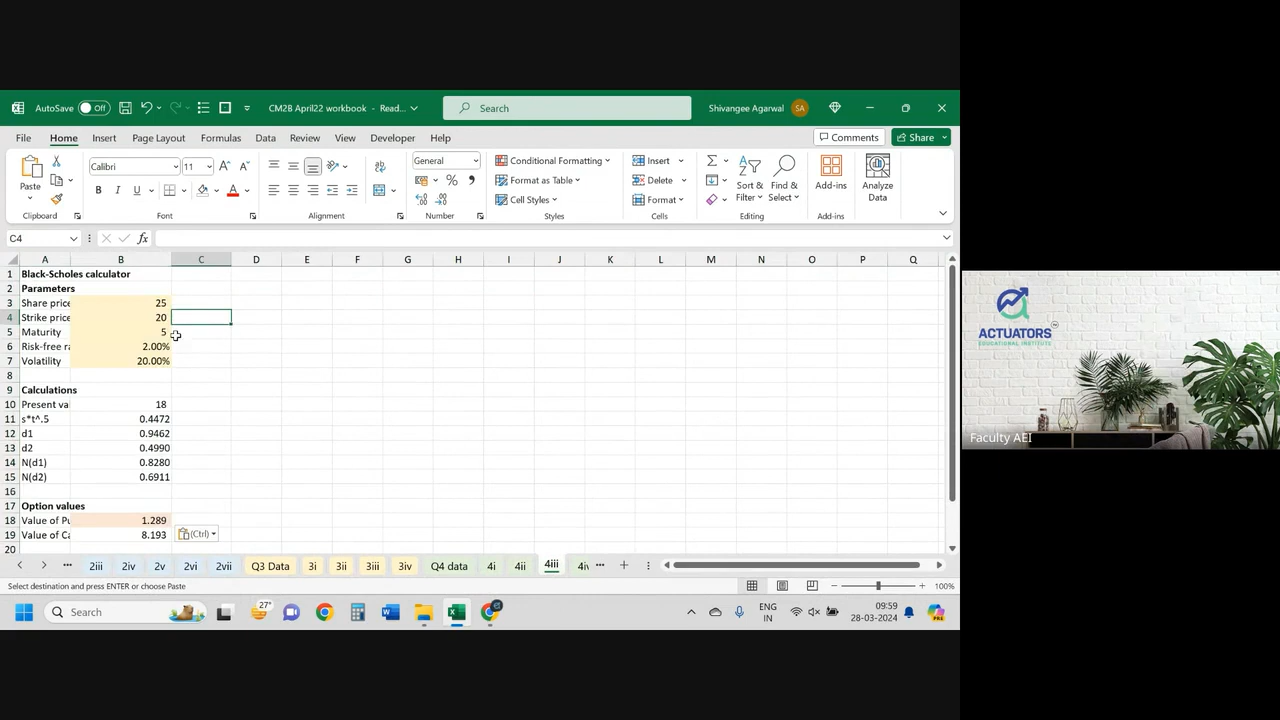 AutoSave Off CM2B April22 workbook - Read... Search Shivangee Agarwal SA
File Home Insert Page Layout Formulas Data Review View Developer Help Comments Share
Paste Calibri 11 General Conditional Formatting Format as Table Cell Styles Insert Delete Format Sort & Filter Find & Select Add-ins Analyze Data
Clipboard Font Alignment Number Styles Cells Editing Add-ins
C4 fx
A B C D E F G H I J K L M N O P Q
1 Black-Scholes calculator
2 Parameters
3 Share price 25
4 Strike price 20
5 Maturity 5
6 Risk-free ra 2.00%
7 Volatility 20.00%
8
9 Calculations
10 Present val 18
11 s*t^.5 0.4472
12 d1 0.9462
13 d2 0.4990
14 N(d1) 0.8280
15 N(d2) 0.6911
16
17 Option values
18 Value of Pu 1.289
19 Value of Ca 8.193 (Ctrl)
20
2iii 2iv 2v 2vi 2vii Q3 Data 3i 3ii 3iii 3iv Q4 data 4i 4ii 4iii 4iv
Select destination and press ENTER or choose Paste 100%
Search 27° ENG IN 09:59 28-03-2024
ACTUATORS
EDUCATIONAL INSTITUTE
Faculty AEI